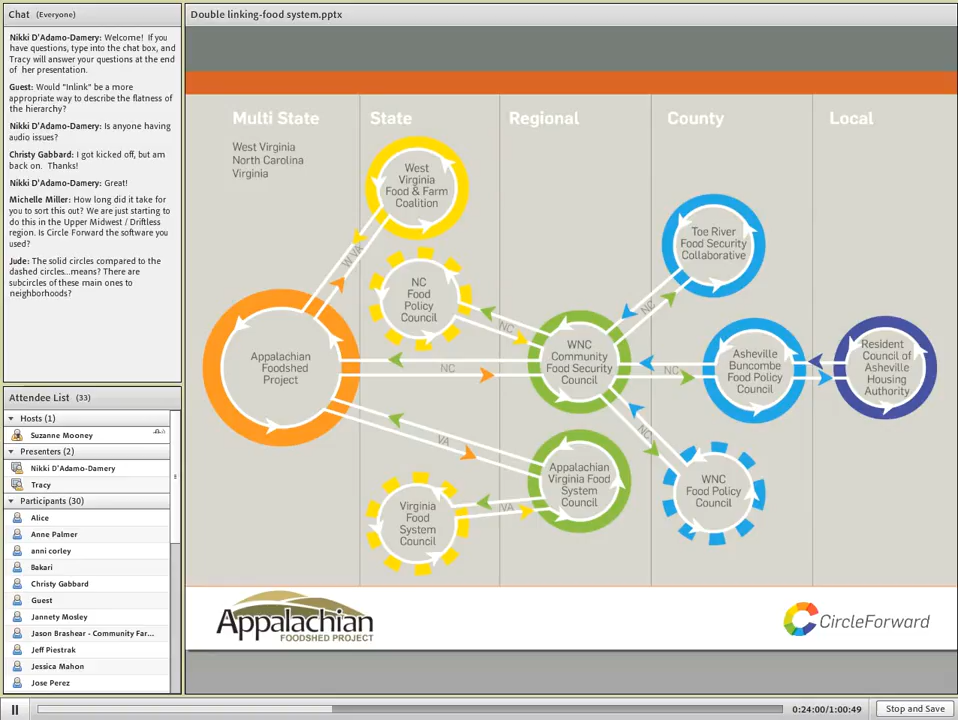 Chat (Everyone)
Nikki D'Adamo-Damery: Welcome! If you
have questions, type into the chat box, and
Tracy will answer your questions at the end
of her presentation.
Guest: Would "Inlink" be a more
appropriate way to describe the flatness of
the hierarchy?
Nikki D'Adamo-Damery: Is anyone having
audio issues?
Christy Gabbard: I got kicked off, but am
back on. Thanks!
Nikki D'Adamo-Damery: Great!
Michelle Miller: How long did it take for
you to sort this out? We are just starting to
do this in the Upper Midwest / Driftless
region. Is Circle Forward the software you
used?
Jude: The solid circles compared to the
dashed circles...means? There are
subcircles of these main ones to
neighborhoods?
Attendee List (33)
Hosts (1)
Suzanne Mooney
Presenters (2)
Nikki D'Adamo-Damery
Tracy
Participants (30)
Alice
Anne Palmer
anni corley
Bakari
Christy Gabbard
Guest
Jannety Mosley
Jason Brashear - Community Far...
Jeff Piestrak
Jessica Mahon
Jose Perez
Double linking-food system.pptx
Multi State
State
Regional
County
Local
West Virginia
North Carolina
Virginia
West
Virginia
Food & Farm
Coalition
W VA
NC
Food
Policy
Council
NC
Appalachian
Foodshed
Project
NC
VA
WNC
Community
Food Security
Council
Toe River
Food Security
Collaborative
NC
NC
Asheville
Buncombe
Food Policy
Council
Resident
Council of
Asheville
Housing
Authority
NC
WNC
Food Policy
Council
Appalachian
Virginia Food
System
Council
VA
Virginia
Food
System
Council
Appalachian
FOODSHED PROJECT
CircleForward
0:24:00/1:00:49
Stop and Save